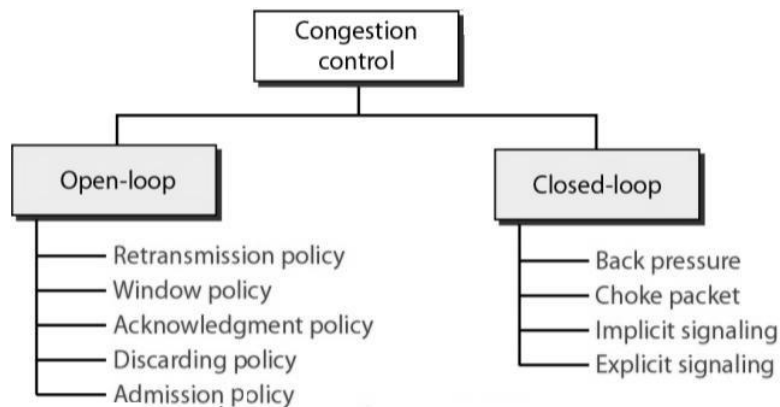 Congestion
control
Open-loop
Retransmission policy
Window policy
Acknowledgment policy
Discarding policy
Admission policy
Closed-loop
Back pressure
Choke packet
Implicit signaling
Explicit signaling